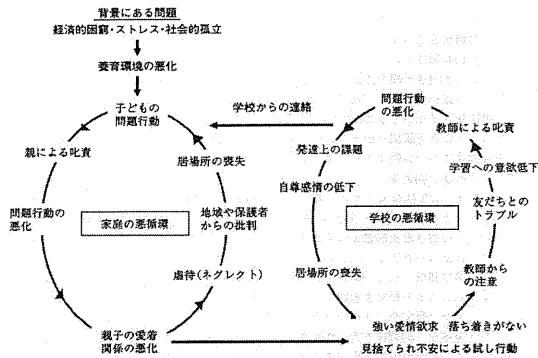 背景にある問題
経済的困窮・ストレス・社会的孤立
養育環境の悪化
子どもの
問題行動
親による叱責
問題行動の
悪化
親子の愛着
関係の悪化
虐待(ネグレクト)
地域や保護者
からの批判
居場所の喪失
家庭の悪循環
学校からの連絡
問題行動
の悪化
教師による叱責
学習への意欲低下
友だちとの
トラブル
教師から
の注意
落ち着きがない
強い愛情欲求
見捨てられ不安による試し行動
居場所の喪失
自尊感情の低下
発達上の課題
学校の悪循環